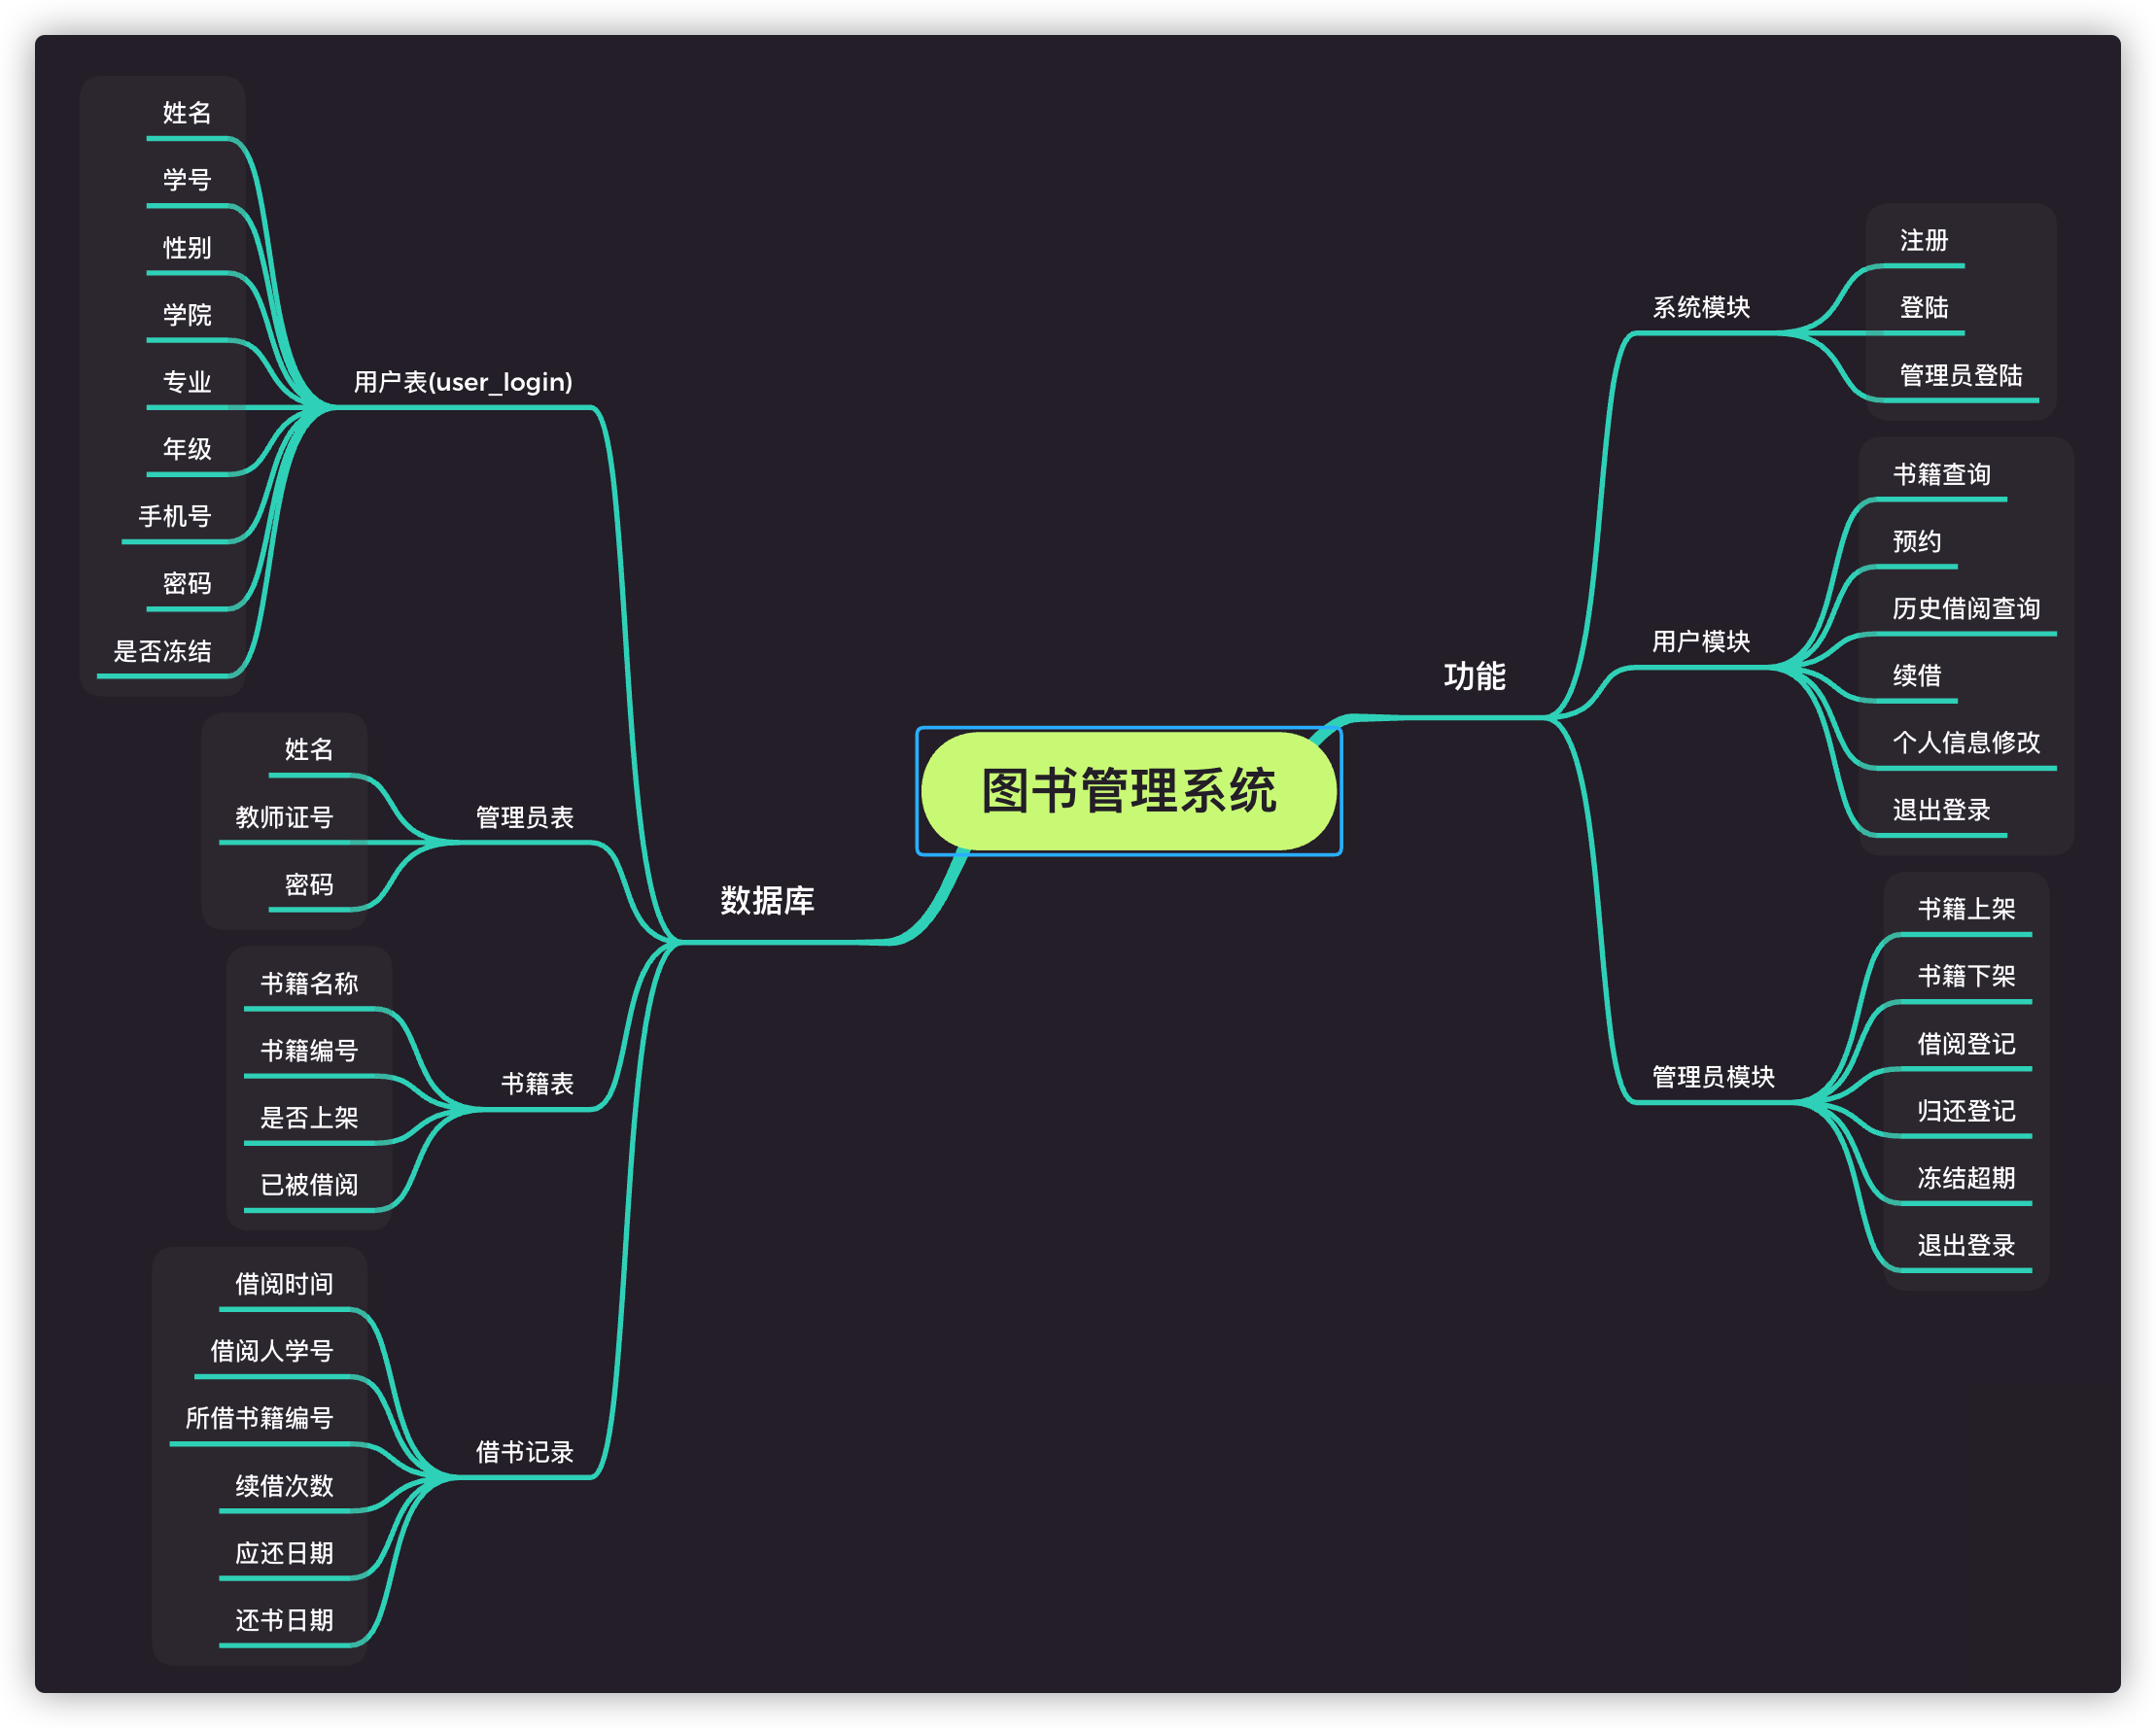 图书管理系统
功能
系统模块
注册
登陆
管理员登陆
用户模块
书籍查询
预约
历史借阅查询
续借
个人信息修改
退出登录
管理员模块
书籍上架
书籍下架
借阅登记
归还登记
冻结超期
退出登录
数据库
用户表(user_login)
姓名
学号
性别
学院
专业
年级
手机号
密码
是否冻结
管理员表
姓名
教师证号
密码
书籍表
书籍名称
书籍编号
是否上架
已被借阅
借书记录
借阅时间
借阅人学号
所借书籍编号
续借次数
应还日期
还书日期